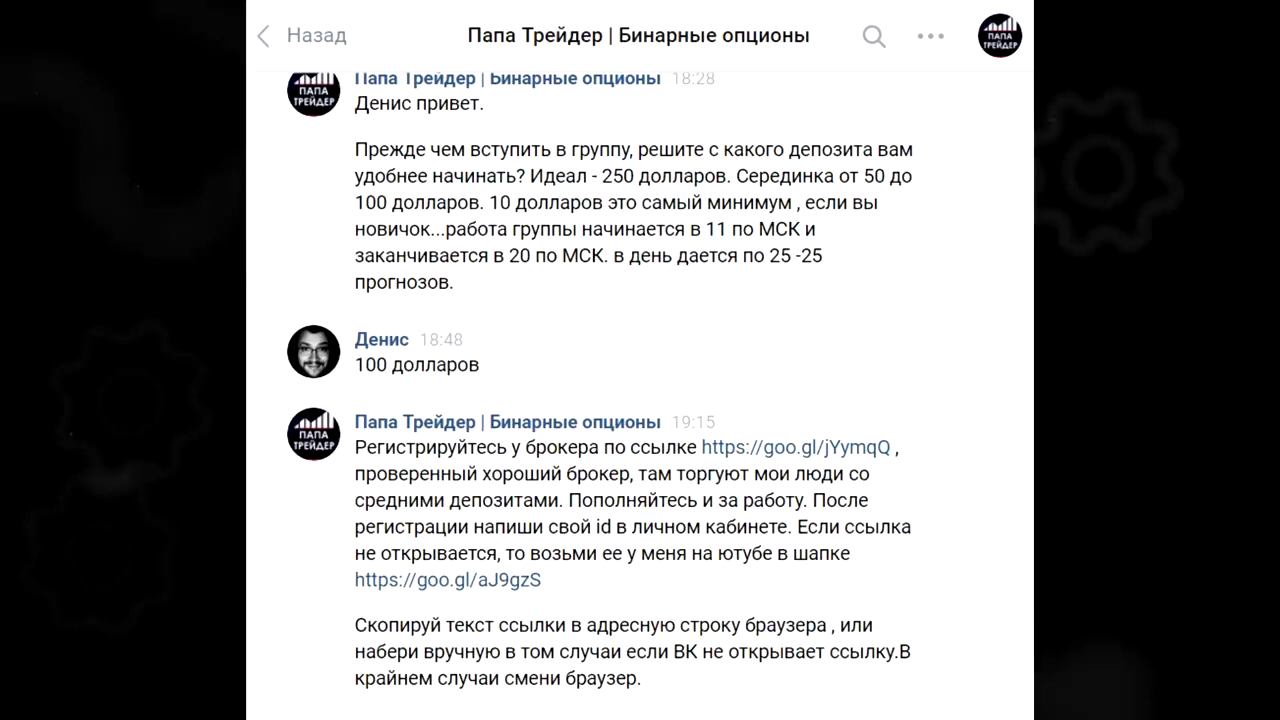 Назад
Папа Трейдер | Бинарные опционы
ПАПА
ТРЕЙДЕР
Папа Трейдер | Бинарные опционы 18:28
ПАПА
ТРЕЙДЕР
Денис привет.
Прежде чем вступить в группу, решите с какого депозита вам
удобнее начинать? Идеал - 250 долларов. Серединка от 50 до
100 долларов. 10 долларов это самый минимум , если вы
новичок...работа группы начинается в 11 по МСК и
заканчивается в 20 по МСК. в день дается по 25 -25
прогнозов.
Денис 18:48
100 долларов
Папа Трейдер | Бинарные опционы 19:15
ПАПА
ТРЕЙДЕР
Регистрируйтесь у брокера по ссылке https://goo.gl/jYymqQ ,
проверенный хороший брокер, там торгуют мои люди со
средними депозитами. Пополняйтесь и за работу. После
регистрации напиши свой id в личном кабинете. Если ссылка
не открывается, то возьми ее у меня на ютубе в шапке
https://goo.gl/aJ9gzS
Скопируй текст ссылки в адресную строку браузера , или
набери вручную в том случаи если ВК не открывает ссылку.В
крайнем случаи смени браузер.